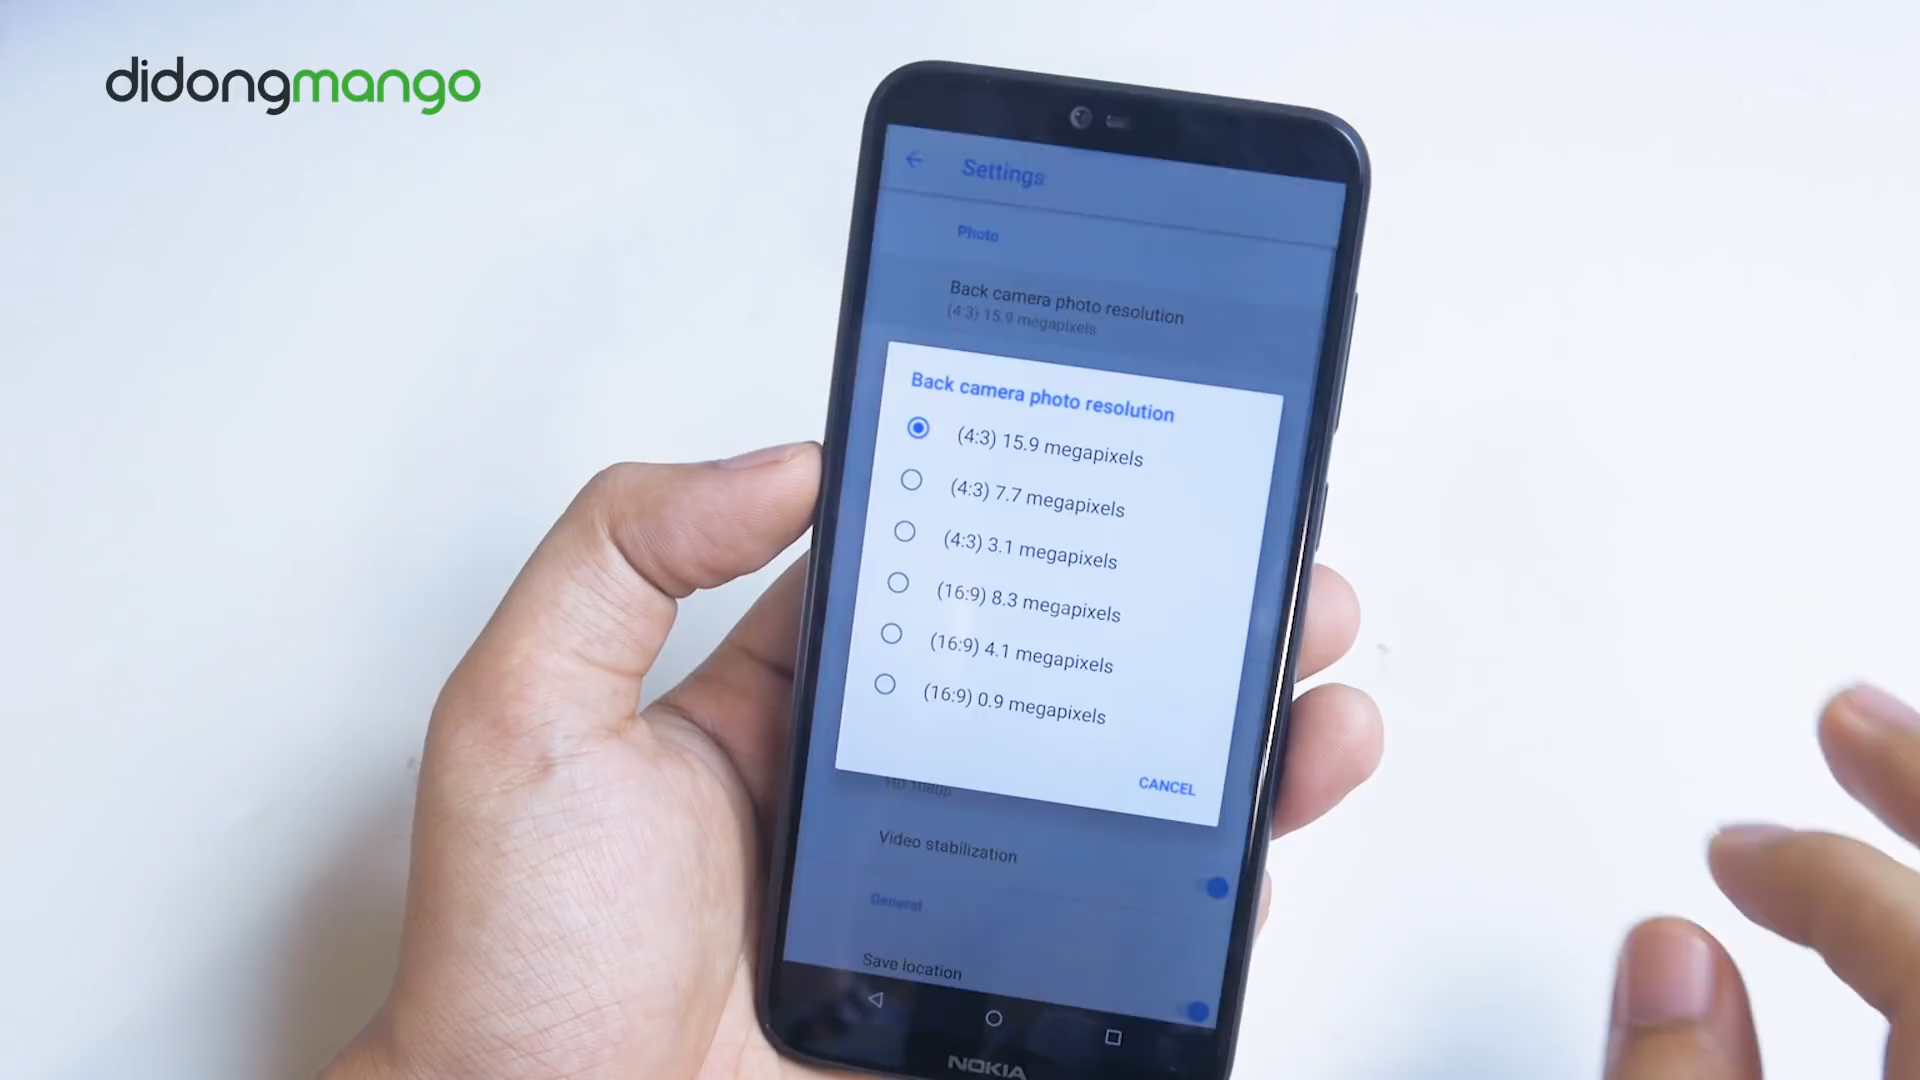 didongmango
Settings
Photo
Back camera photo resolution
(4:3) 15.9 megapixels
Back camera photo resolution
(4:3) 15.9 megapixels
(4:3) 7.7 megapixels
(4:3) 3.1 megapixels
(16:9) 8.3 megapixels
(16:9) 4.1 megapixels
(16:9) 0.9 megapixels
CANCEL
HD 1080p
Video stabilization
General
Save location
NOKIA